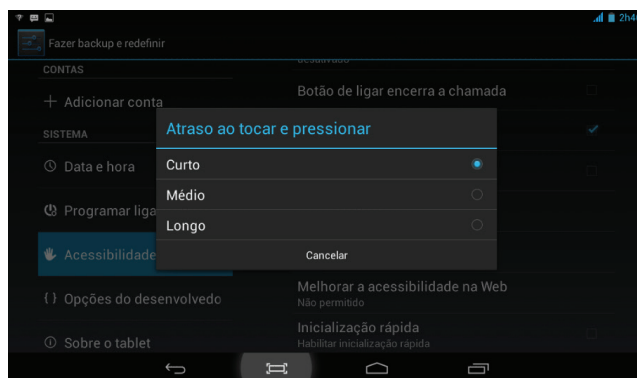 2h4
Fazer backup e redefinir
CONTAS
desativado
+ Adicionar conta
Botão de ligar encerra a chamada
SISTEMA
Atraso ao tocar e pressionar
Data e hora
Curto
Médio
Programar liga
Longo
Acessibilidade
Cancelar
{ } Opções do desenvolvedo
Melhorar a acessibilidade na Web
Não permitido
Inicialização rápida
Habilitar inicialização rápida
Sobre o tablet